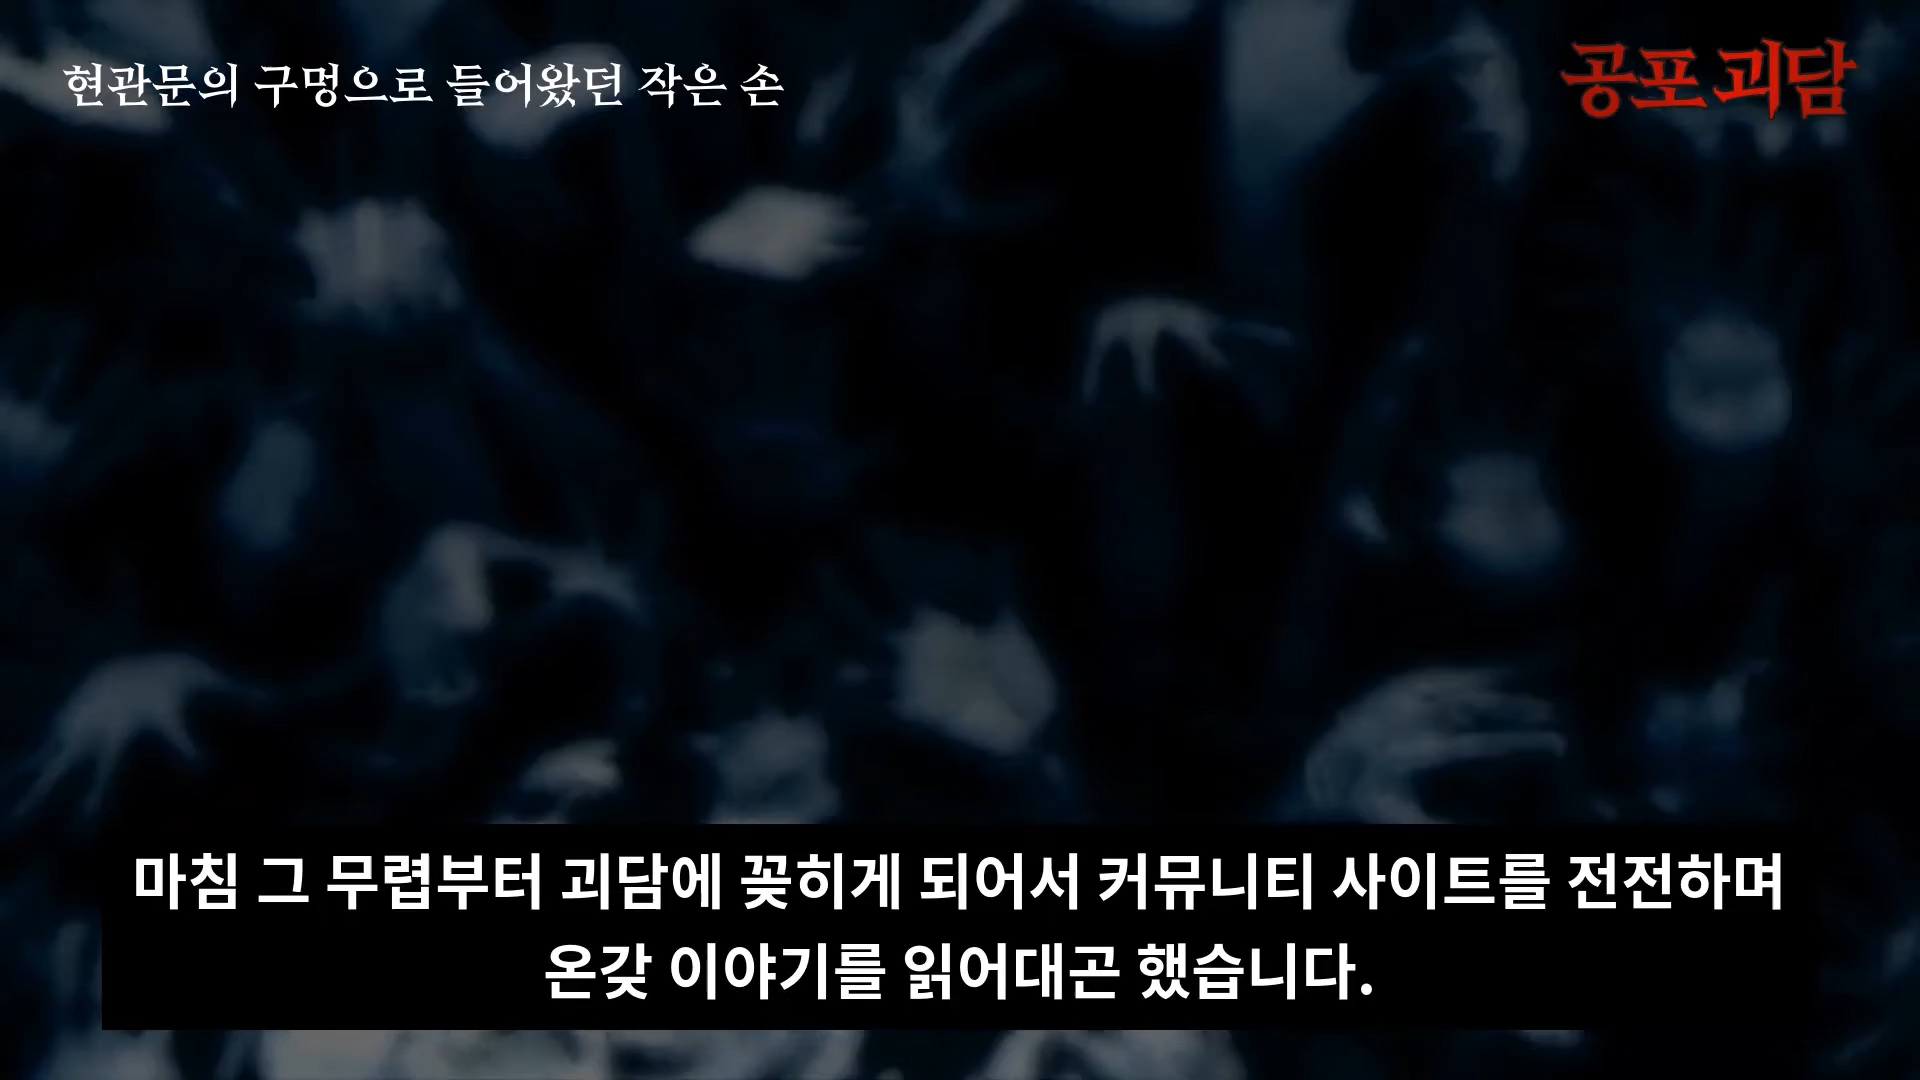 현관문의 구멍으로 들어왔던 작은 손
공포 괴담
마침 그 무렵부터 괴담에 꽂히게 되어서 커뮤니티 사이트를 전전하며
온갖 이야기를 읽어대곤 했습니다.